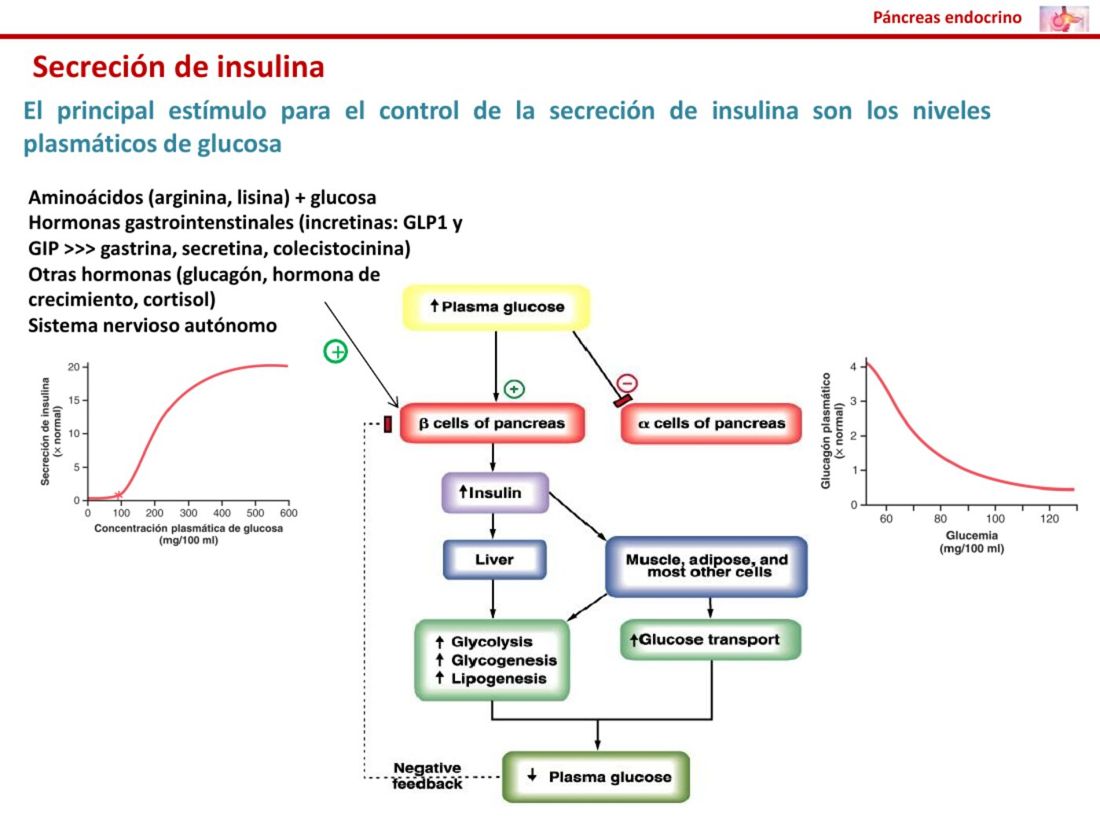 Páncreas endocrino
Secreción de insulina
El principal estímulo para el control de la secreción de insulina son los niveles
plasmáticos de glucosa
Aminoácidos (arginina, lisina) + glucosa
Hormonas gastrointenstinales (incretinas: GLP1 y
GIP >>> gastrina, secretina, colecistocinina)
Otras hormonas (glucagón, hormona de
crecimiento, cortisol)
Sistema nervioso autónomo
↑ Plasma glucose
+
+
−
β cells of pancreas
α cells of pancreas
↑Insulin
Liver
Muscle, adipose, and
most other cells
↑ Glycolysis
↑ Glycogenesis
↑ Lipogenesis
↑Glucose transport
Negative
feedback
↓ Plasma glucose
Secreción de insulina
(× normal)
20
15
10
5
0
0 100 200 300 400 500 600
Concentración plasmática de glucosa
(mg/100 ml)
Glucagón plasmático
(× normal)
4
3
2
1
0
60 80 100 120
Glucemia
(mg/100 ml)